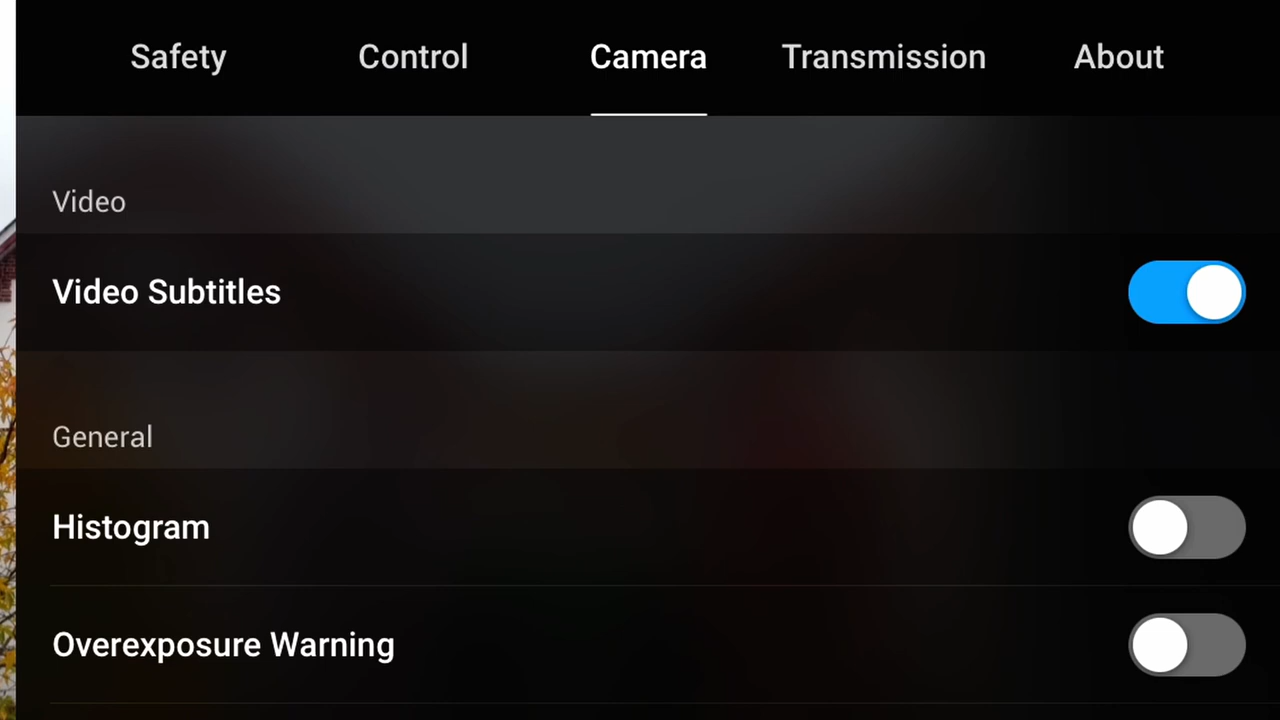 Safety Control Camera Transmission About
Video
Video Subtitles
General
Histogram
Overexposure Warning